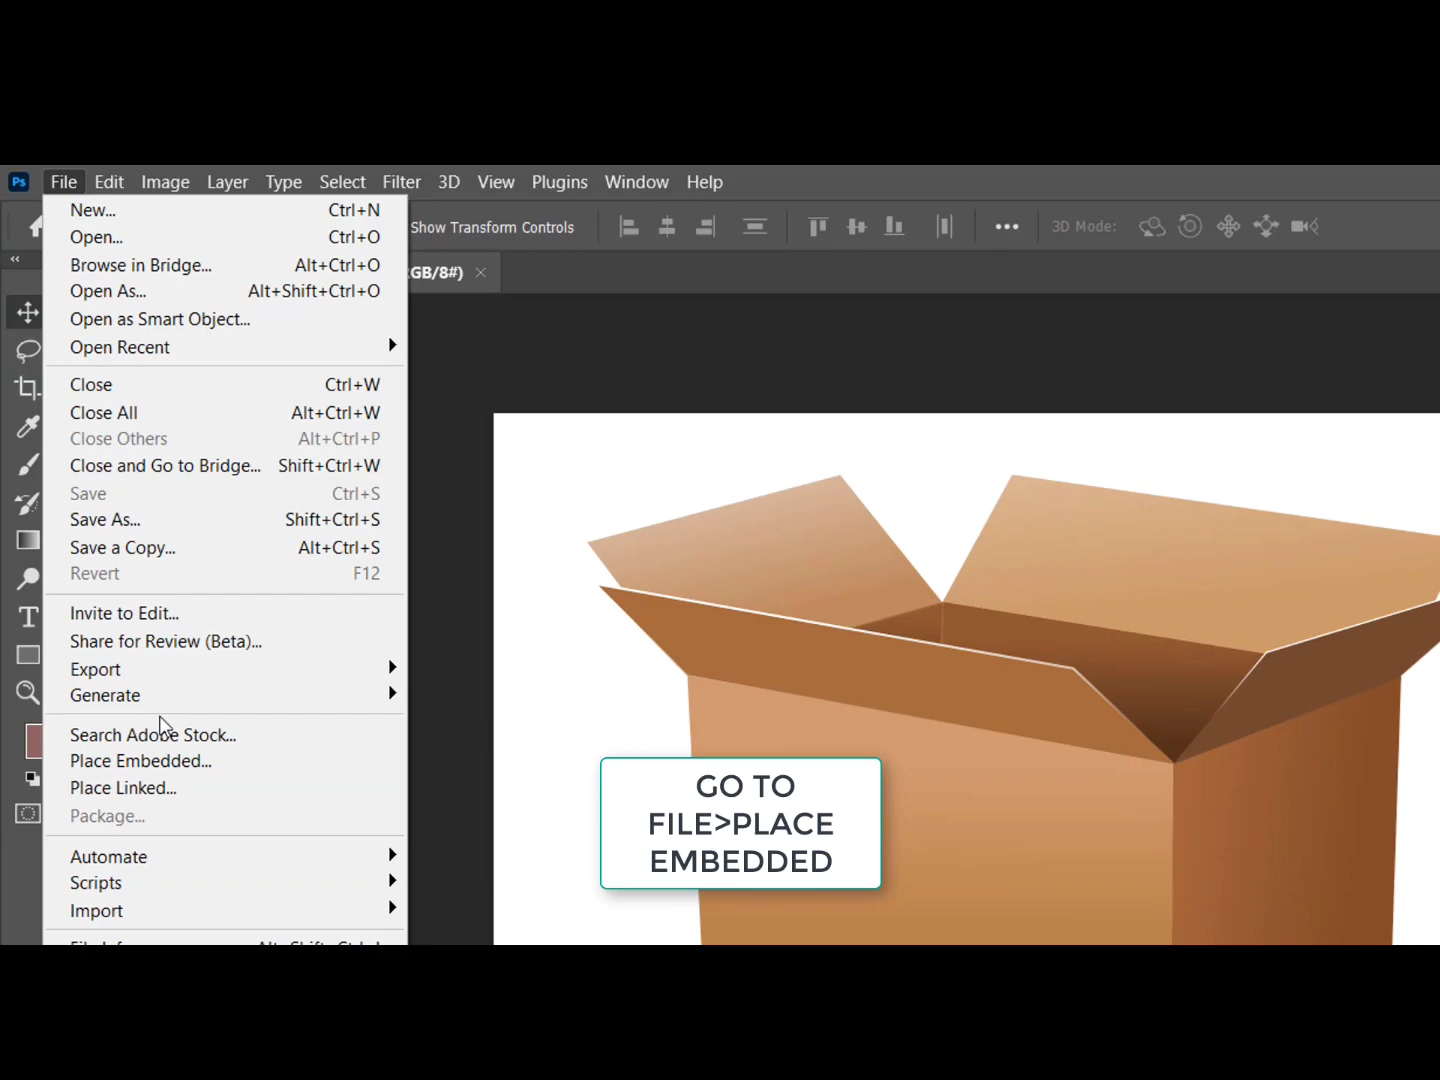 Ps File Edit Image Layer Type Select Filter 3D View Plugins Window Help
New... Ctrl+N
Show Transform Controls
3D Mode:
Open... Ctrl+O
Browse in Bridge... Alt+Ctrl+O
GB/8#)
Open As... Alt+Shift+Ctrl+O
Open as Smart Object...
Open Recent
Close Ctrl+W
Close All Alt+Ctrl+W
Close Others Alt+Ctrl+P
Close and Go to Bridge... Shift+Ctrl+W
Save Ctrl+S
Save As... Shift+Ctrl+S
Save a Copy... Alt+Ctrl+S
Revert F12
Invite to Edit...
Share for Review (Beta)...
Export
Generate
Search Adobe Stock...
Place Embedded...
Place Linked...
Package...
Automate
Scripts
Import
GO TO
FILE>PLACE
EMBEDDED